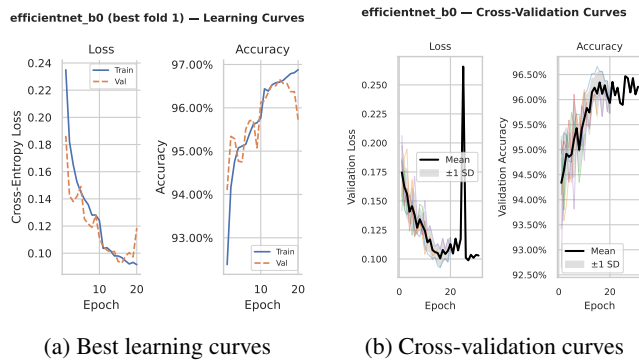 efficientnet_b0 (best fold 1) — Learning Curves
Loss
Accuracy
Cross-Entropy Loss
0.24
0.22
0.20
0.18
0.16
0.14
0.12
0.10
Train
Val
10
20
Epoch
Accuracy
97.00%
96.00%
95.00%
94.00%
93.00%
Train
Val
10
20
Epoch
(a) Best learning curves
efficientnet_b0 — Cross-Validation Curves
Loss
Accuracy
Validation Loss
0.250
0.225
0.200
0.175
0.150
0.125
0.100
Mean
±1 SD
0
20
Epoch
Validation Accuracy
96.50%
96.00%
95.50%
95.00%
94.50%
94.00%
93.50%
93.00%
92.50%
Mean
±1 SD
0
20
Epoch
(b) Cross-validation curves